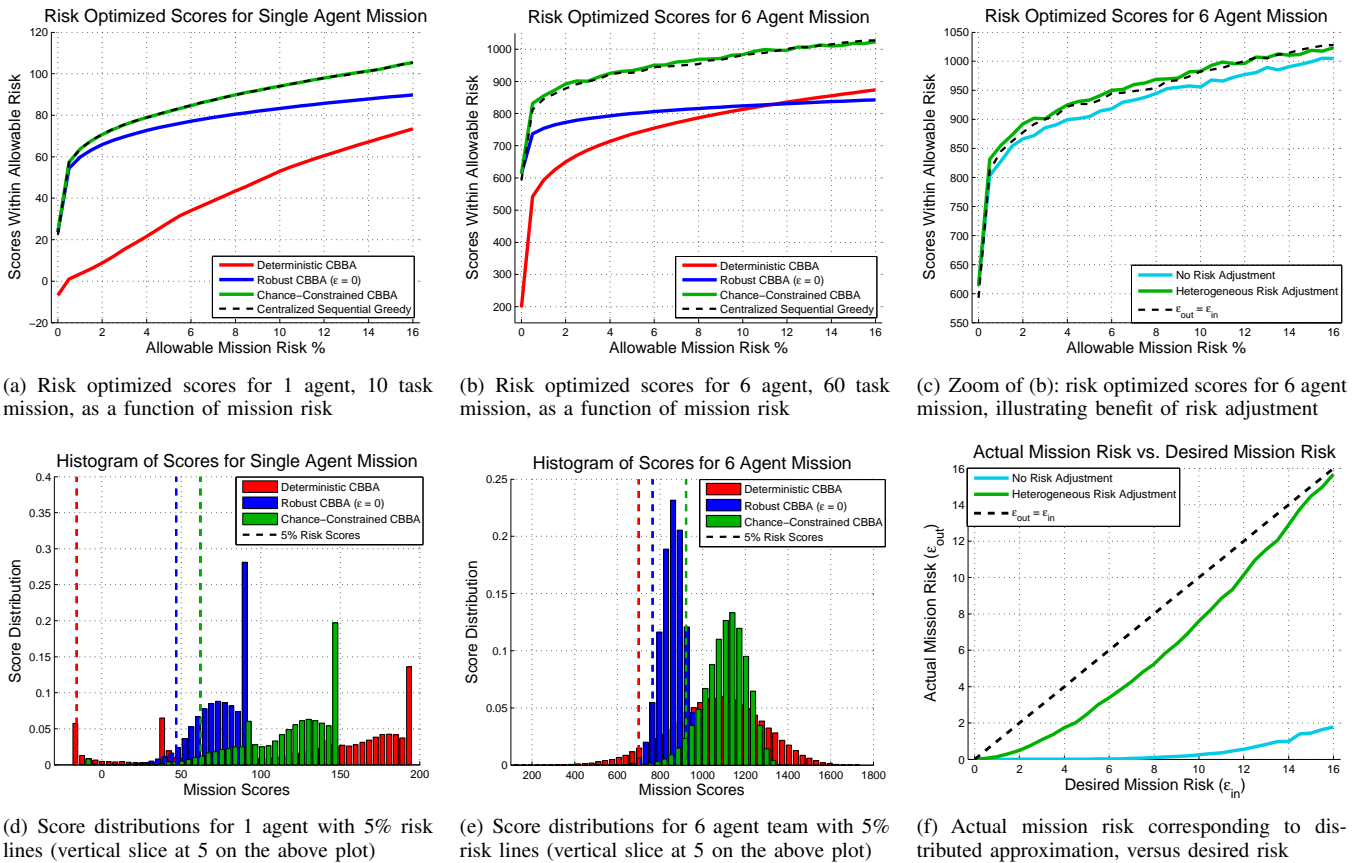 Risk Optimized Scores for Single Agent Mission
Scores Within Allowable Risk
120
100
80
60
40
20
0
−20
0 2 4 6 8 10 12 14 16
Allowable Mission Risk %
Deterministic CBBA
Robust CBBA (ε = 0)
Chance−Constrained CBBA
Centralized Sequential Greedy
(a) Risk optimized scores for 1 agent, 10 task
mission, as a function of mission risk
Risk Optimized Scores for 6 Agent Mission
Scores Within Allowable Risk
1000
900
800
700
600
500
400
300
200
0 2 4 6 8 10 12 14 16
Allowable Mission Risk %
Deterministic CBBA
Robust CBBA (ε = 0)
Chance−Constrained CBBA
Centralized Sequential Greedy
(b) Risk optimized scores for 6 agent, 60 task
mission, as a function of mission risk
Risk Optimized Scores for 6 Agent Mission
Scores Within Allowable Risk
1050
1000
950
900
850
800
750
700
650
600
550
0 2 4 6 8 10 12 14 16
Allowable Mission Risk %
No Risk Adjustment
Heterogeneous Risk Adjustment
ε_out = ε_in
(c) Zoom of (b): risk optimized scores for 6 agent
mission, illustrating benefit of risk adjustment
Histogram of Scores for Single Agent Mission
Score Distribution
0.4
0.35
0.3
0.25
0.2
0.15
0.1
0.05
0
0 50 100 150 200
Mission Scores
Deterministic CBBA
Robust CBBA (ε = 0)
Chance−Constrained CBBA
5% Risk Scores
(d) Score distributions for 1 agent with 5% risk
lines (vertical slice at 5 on the above plot)
Histogram of Scores for 6 Agent Mission
Score Distribution
0.25
0.2
0.15
0.1
0.05
0
200 400 600 800 1000 1200 1400 1600 1800
Mission Scores
Deterministic CBBA
Robust CBBA (ε = 0)
Chance−Constrained CBBA
5% Risk Scores
(e) Score distributions for 6 agent team with 5%
risk lines (vertical slice at 5 on the above plot)
Actual Mission Risk vs. Desired Mission Risk
Actual Mission Risk (ε_out)
16
14
12
10
8
6
4
2
0
0 2 4 6 8 10 12 14 16
Desired Mission Risk (ε_in)
No Risk Adjustment
Heterogeneous Risk Adjustment
ε_out = ε_in
(f) Actual mission risk corresponding to dis-
tributed approximation, versus desired risk